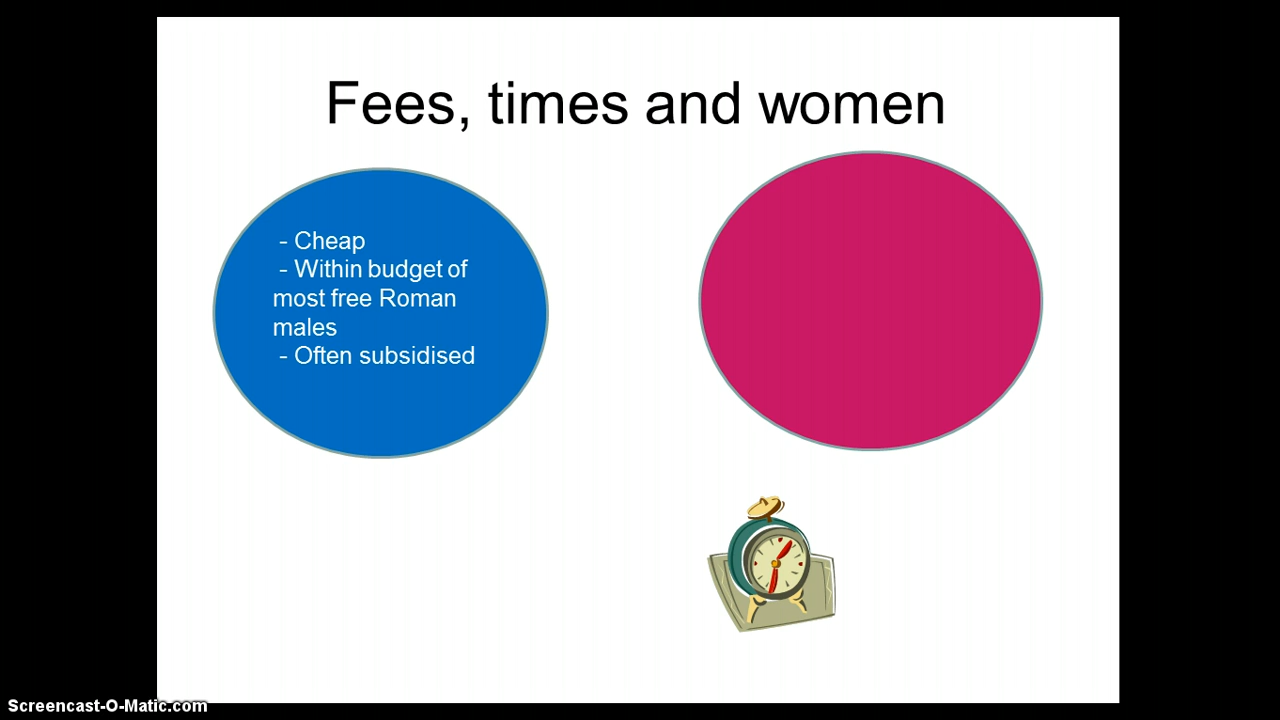 Fees, times and women
- Cheap
- Within budget of
most free Roman
males
- Often subsidised
Screencast-O-Matic.com